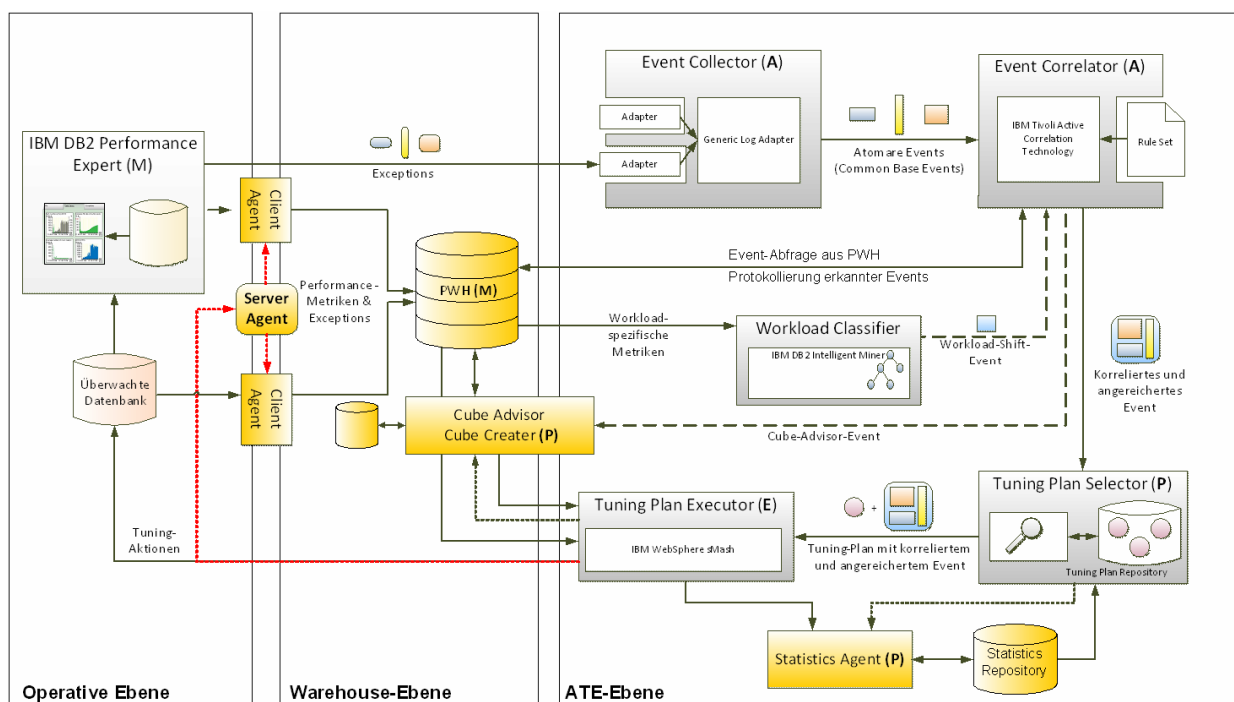 Event Collector (A)
Adapter
Adapter
Generic Log Adapter
Atomare Events
(Common Base Events)
Event Correlator (A)
IBM Tivoli Active
Correlation
Technology
Rule Set
IBM DB2 Performance
Expert (M)
Exceptions
Client
Agent
Server
Agent
Client
Agent
Performance-
Metriken &
Exceptions
PWH (M)
Event-Abfrage aus PWH
Protokollierung erkannter Events
Workload-
spezifische
Metriken
Workload Classifier
IBM DB2 Intelligent Miner
Workload-Shift-
Event
Korreliertes und
angereichertes
Event
Überwachte
Datenbank
Cube Advisor
Cube Creater (P)
Cube-Advisor-Event
Tuning-
Aktionen
Tuning Plan Executor (E)
IBM WebSphere sMash
+
Tuning-Plan mit korreliertem
und angereichertem Event
Tuning Plan Selector (P)
Tuning Plan Repository
Statistics Agent (P)
Statistics
Repository
Operative Ebene
Warehouse-Ebene
ATE-Ebene